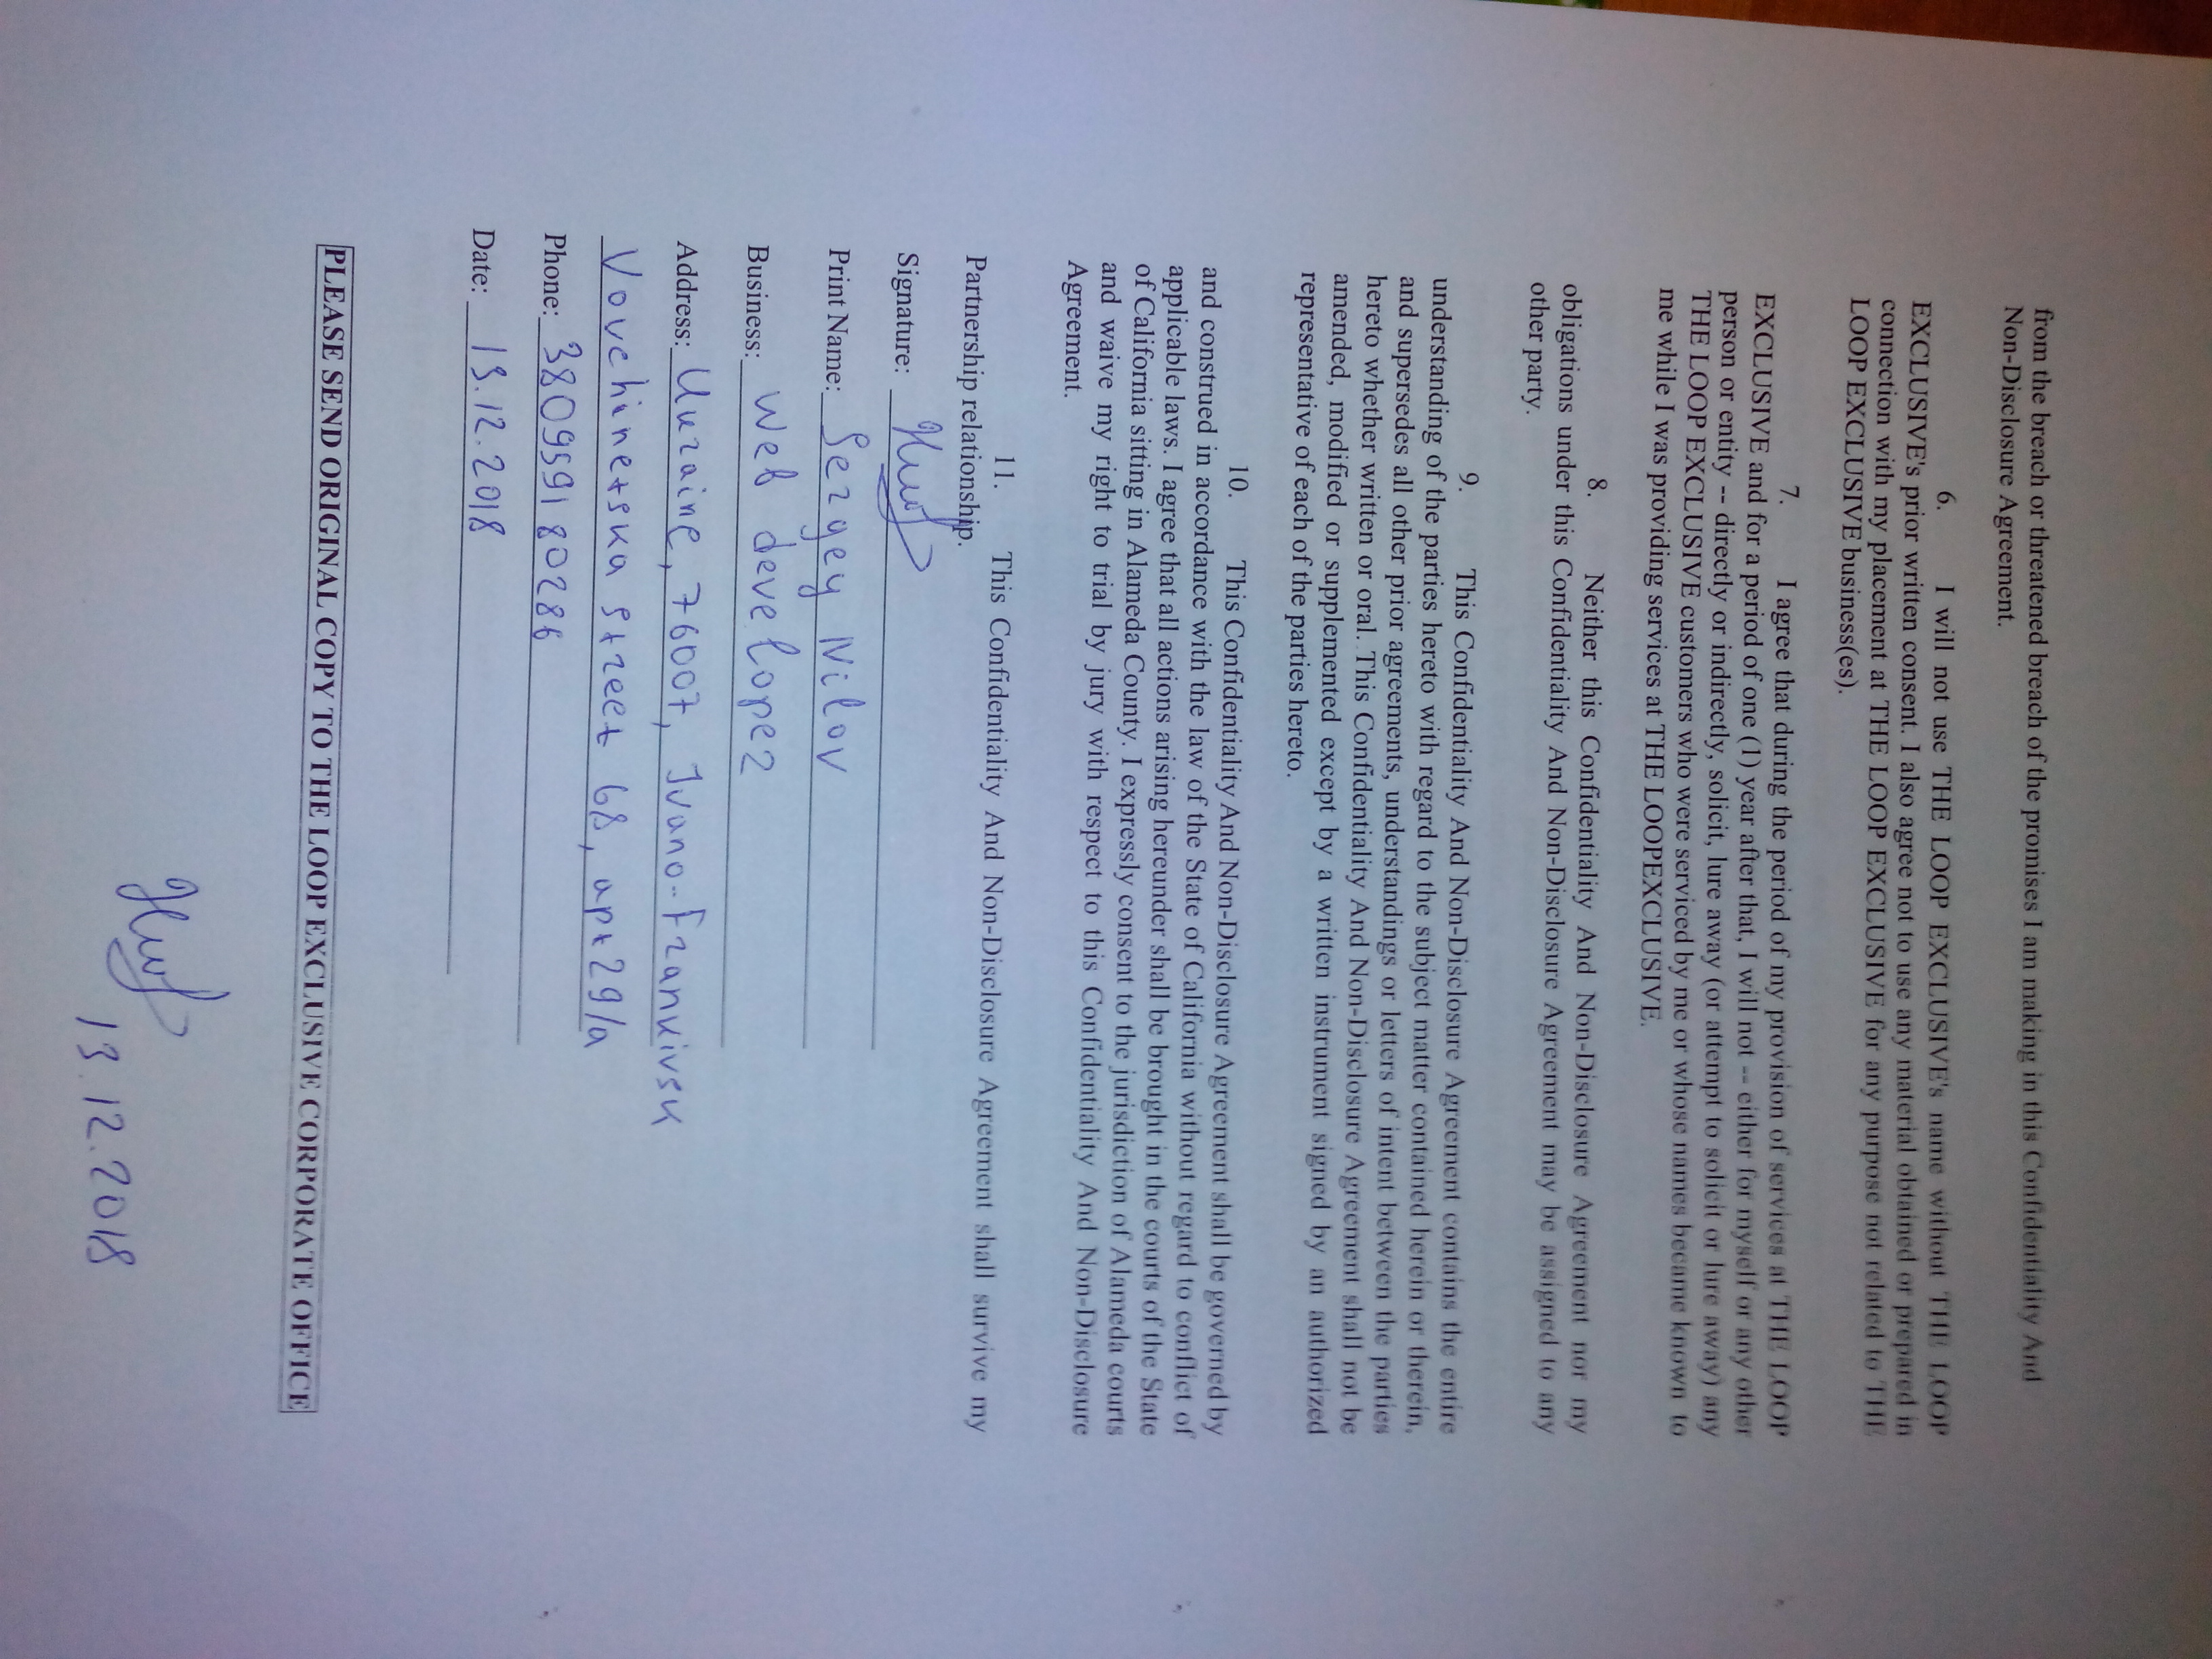 from the breach or threatened breach of the promises I am making in this Confidentiality And
Non-Disclosure Agreement.
6. I will not use THE LOOP EXCLUSIVE's name without THE LOOP
EXCLUSIVE's prior written consent. I also agree not to use any material obtained or prepared in
connection with my placement at THE LOOP EXCLUSIVE for any purpose not related to THE
LOOP EXCLUSIVE business(es).
7. I agree that during the period of my provision of services at THE LOOP
EXCLUSIVE and for a period of one (1) year after that, I will not -- either for myself or any other
person or entity -- directly or indirectly, solicit, lure away (or attempt to solicit or lure away) any
THE LOOP EXCLUSIVE customers who were serviced by me or whose names became known to
me while I was providing services at THE LOOPEXCLUSIVE.
8. Neither this Confidentiality And Non-Disclosure Agreement nor my
obligations under this Confidentiality And Non-Disclosure Agreement may be assigned to any
other party.
9. This Confidentiality And Non-Disclosure Agreement contains the entire
understanding of the parties hereto with regard to the subject matter contained herein or therein,
and supersedes all other prior agreements, understandings or letters of intent between the parties
hereto whether written or oral. This Confidentiality And Non-Disclosure Agreement shall not be
amended, modified or supplemented except by a written instrument signed by an authorized
representative of each of the parties hereto.
10. This Confidentiality And Non-Disclosure Agreement shall be governed by
and construed in accordance with the law of the State of California without regard to conflict of
applicable laws. I agree that all actions arising hereunder shall be brought in the courts of the State
of California sitting in Alameda County. I expressly consent to the jurisdiction of Alameda courts
and waive my right to trial by jury with respect to this Confidentiality And Non-Disclosure
Agreement.
11. This Confidentiality And Non-Disclosure Agreement shall survive my
Partnership relationship.
Signature:
Print Name: Sergey Nilov
Business: web developer
Address: Ukraine, 76007, Ivano-Frankivsk
Vovchinetska street 68, apt 29/a
Phone: 380959180286
Date: 13.12.2018
PLEASE SEND ORIGINAL COPY TO THE LOOP EXCLUSIVE CORPORATE OFFICE
13.12.2018